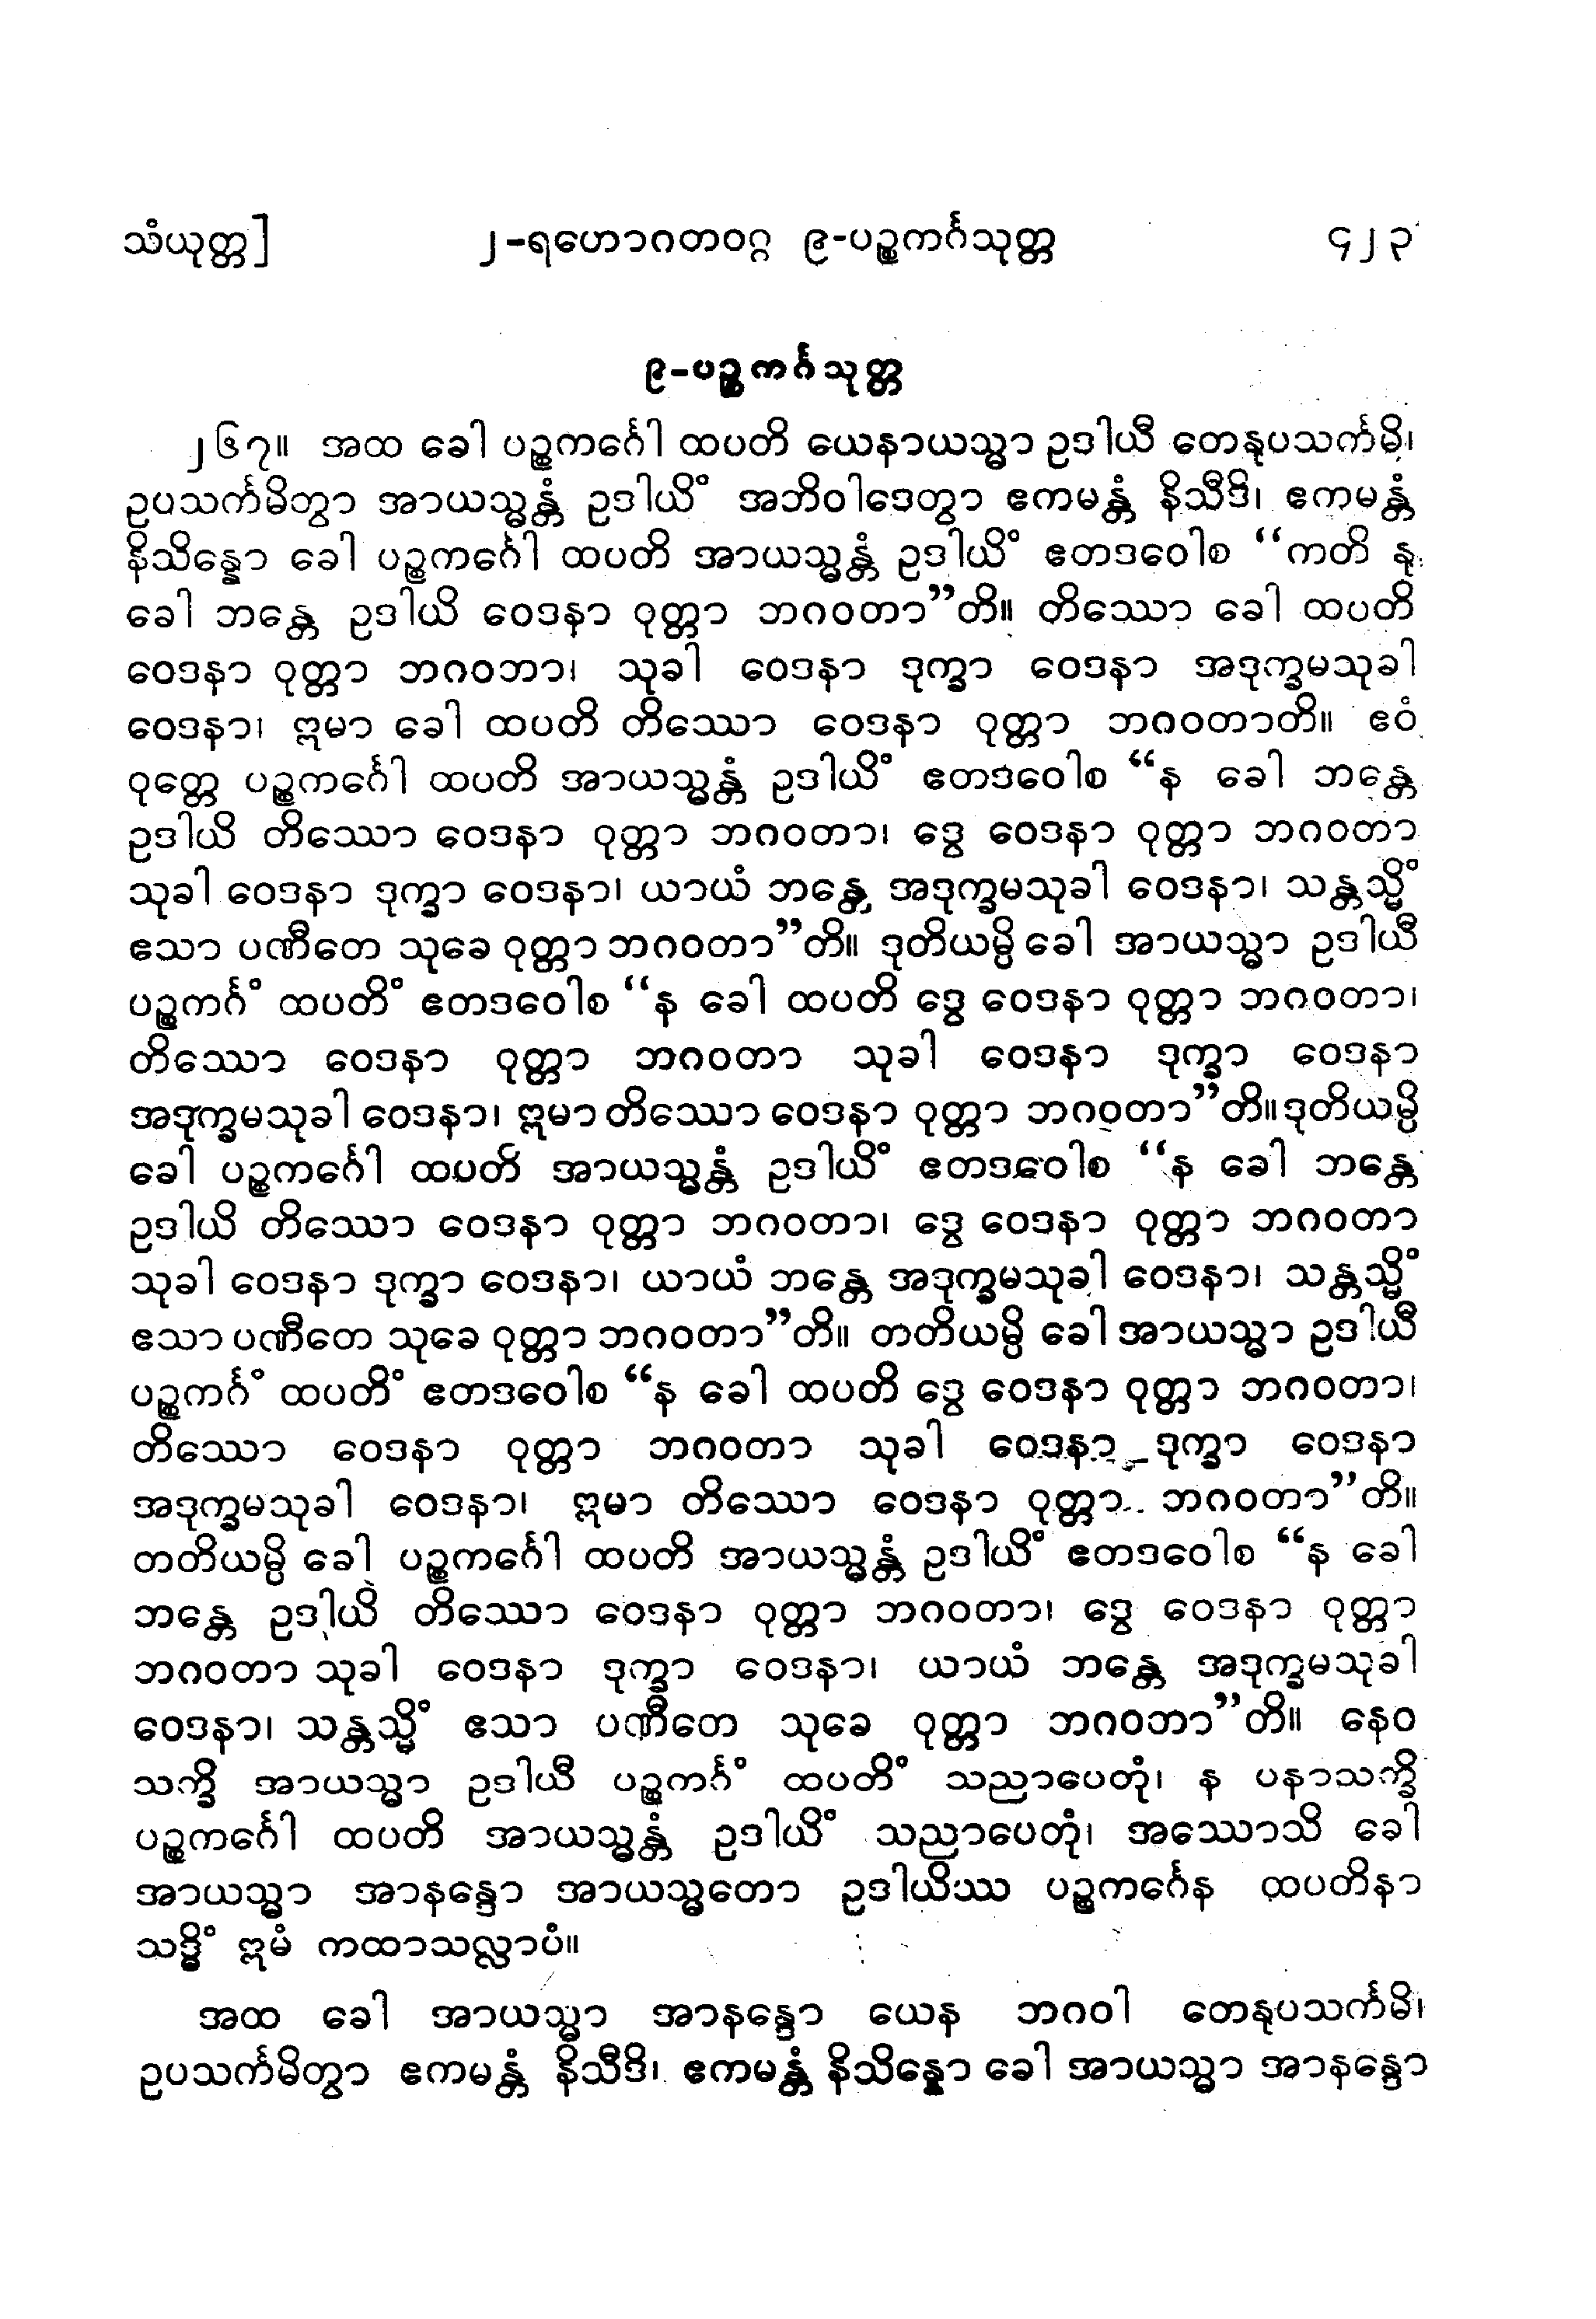 သံယုတ္တ] ၂-ရဟောဂတဝဂ္ဂ ၉-ပဉ္စကင်္ဂသုတ္တ ၄၂၃
၉-ပဉ္စကင်္ဂသုတ္တ
၂၆၇။ အထ ခေါ ပဉ္စကင်္ဂေါ ထပတိ ယေနာယသ္မာ ဥဒါယီ တေနုပသင်္ကမိ၊
ဥပသင်္ကမိတွာ အာယသ္မန္တံ ဥဒါယိံ အဘိဝါဒေတွာ ဧကမန္တံ နိသီဒိ၊ ဧကမန္တံ
နိသိန္နော ခေါ ပဉ္စကင်္ဂေါ ထပတိ အာယသ္မန္တံ ဥဒါယိံ ဧတဒဝေါစ “ကတိ နု
ခေါ ဘန္တေ ဥဒါယိ ဝေဒနာ ဝုတ္တာ ဘဂဝတာ”တိ။ တိဿော ခေါ ထပတိ
ဝေဒနာ ဝုတ္တာ ဘဂဝဘာ၊ သုခါ ဝေဒနာ ဒုက္ခာ ဝေဒနာ အဒုက္ခမသုခါ
ဝေဒနာ၊ ဣမာ ခေါ ထပတိ တိဿော ဝေဒနာ ဝုတ္တာ ဘဂဝတာတိ။ ဧဝံ
ဝုတ္တေ ပဉ္စကင်္ဂေါ ထပတိ အာယသ္မန္တံ ဥဒါယိံ ဧတဒဝေါစ “န ခေါ ဘန္တေ
ဥဒါယိ တိဿော ဝေဒနာ ဝုတ္တာ ဘဂဝတာ၊ ဒွေ ဝေဒနာ ဝုတ္တာ ဘဂဝတာ
သုခါ ဝေဒနာ ဒုက္ခာ ဝေဒနာ၊ ယာယံ ဘန္တေ အဒုက္ခမသုခါ ဝေဒနာ၊ သန္တသ္မိံ
ဧသာ ပဏီတေ သုခေ ဝုတ္တာ ဘဂဝတာ”တိ။ ဒုတိယမ္ပိ ခေါ အာယသ္မာ ဥဒါယီ
ပဉ္စကင်္ဂံ ထပတိံ ဧတဒဝေါစ “န ခေါ ထပတိ ဒွေ ဝေဒနာ ဝုတ္တာ ဘဂဝတာ၊
တိဿော ဝေဒနာ ဝုတ္တာ ဘဂဝတာ သုခါ ဝေဒနာ ဒုက္ခာ ဝေဒနာ
အဒုက္ခမသုခါ ဝေဒနာ၊ ဣမာ တိဿော ဝေဒနာ ဝုတ္တာ ဘဂဝတာ”တိ။ ဒုတိယမ္ပိ
ခေါ ပဉ္စကင်္ဂေါ ထပတိ အာယသ္မန္တံ ဥဒါယိံ ဧတဒဝေါစ “န ခေါ ဘန္တေ
ဥဒါယိ တိဿော ဝေဒနာ ဝုတ္တာ ဘဂဝတာ၊ ဒွေ ဝေဒနာ ဝုတ္တာ ဘဂဝတာ
သုခါ ဝေဒနာ ဒုက္ခာ ဝေဒနာ၊ ယာယံ ဘန္တေ အဒုက္ခမသုခါ ဝေဒနာ၊ သန္တသ္မိံ
ဧသာ ပဏီတေ သုခေ ဝုတ္တာ ဘဂဝတာ”တိ။ တတိယမ္ပိ ခေါ အာယသ္မာ ဥဒါယီ
ပဉ္စကင်္ဂံ ထပတိံ ဧတဒဝေါစ “န ခေါ ထပတိ ဒွေ ဝေဒနာ ဝုတ္တာ ဘဂဝတာ၊
တိဿော ဝေဒနာ ဝုတ္တာ ဘဂဝတာ သုခါ ဝေဒနာ ဒုက္ခာ ဝေဒနာ
အဒုက္ခမသုခါ ဝေဒနာ၊ ဣမာ တိဿော ဝေဒနာ ဝုတ္တာ ဘဂဝတာ”တိ။
တတိယမ္ပိ ခေါ ပဉ္စကင်္ဂေါ ထပတိ အာယသ္မန္တံ ဥဒါယိံ ဧတဒဝေါစ “န ခေါ
ဘန္တေ ဥဒါယိ တိဿော ဝေဒနာ ဝုတ္တာ ဘဂဝတာ၊ ဒွေ ဝေဒနာ ဝုတ္တာ
ဘဂဝတာ သုခါ ဝေဒနာ ဒုက္ခာ ဝေဒနာ၊ ယာယံ ဘန္တေ အဒုက္ခမသုခါ
ဝေဒနာ၊ သန္တသ္မိံ ဧသာ ပဏီတေ သုခေ ဝုတ္တာ ဘဂဝဘာ”တိ။ နေဝ
သက္ခိ အာယသ္မာ ဥဒါယီ ပဉ္စကင်္ဂံ ထပတိံ သညာပေတုံ၊ န ပနာသက္ခိ
ပဉ္စကင်္ဂေါ ထပတိ အာယသ္မန္တံ ဥဒါယိံ သညာပေတုံ၊ အဿောသိ ခေါ
အာယသ္မာ အာနန္ဒော အာယသ္မတော ဥဒါယိဿ ပဉ္စကင်္ဂေန ထပတိနာ
သဒ္ဓိံ ဣမံ ကထာသလ္လာပံ။
အထ ခေါ အာယသ္မာ အာနန္ဒော ယေန ဘဂဝါ တေနုပသင်္ကမိ၊
ဥပသင်္ကမိတွာ ဧကမန္တံ နိသီဒိ၊ ဧကမန္တံ နိသိန္နော ခေါ အာယသ္မာ အာနန္ဒော